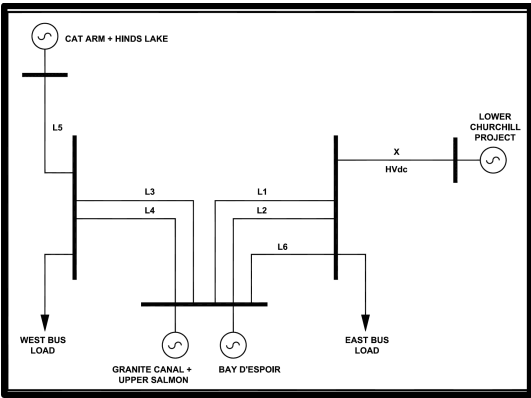 CAT ARM + HINDS LAKE
LOWER
CHURCHILL
PROJECT
L5
X
HVdc
L3
L1
L4
L2
L6
WEST BUS
LOAD
EAST BUS
LOAD
GRANITE CANAL +
UPPER SALMON
BAY D'ESPOIR